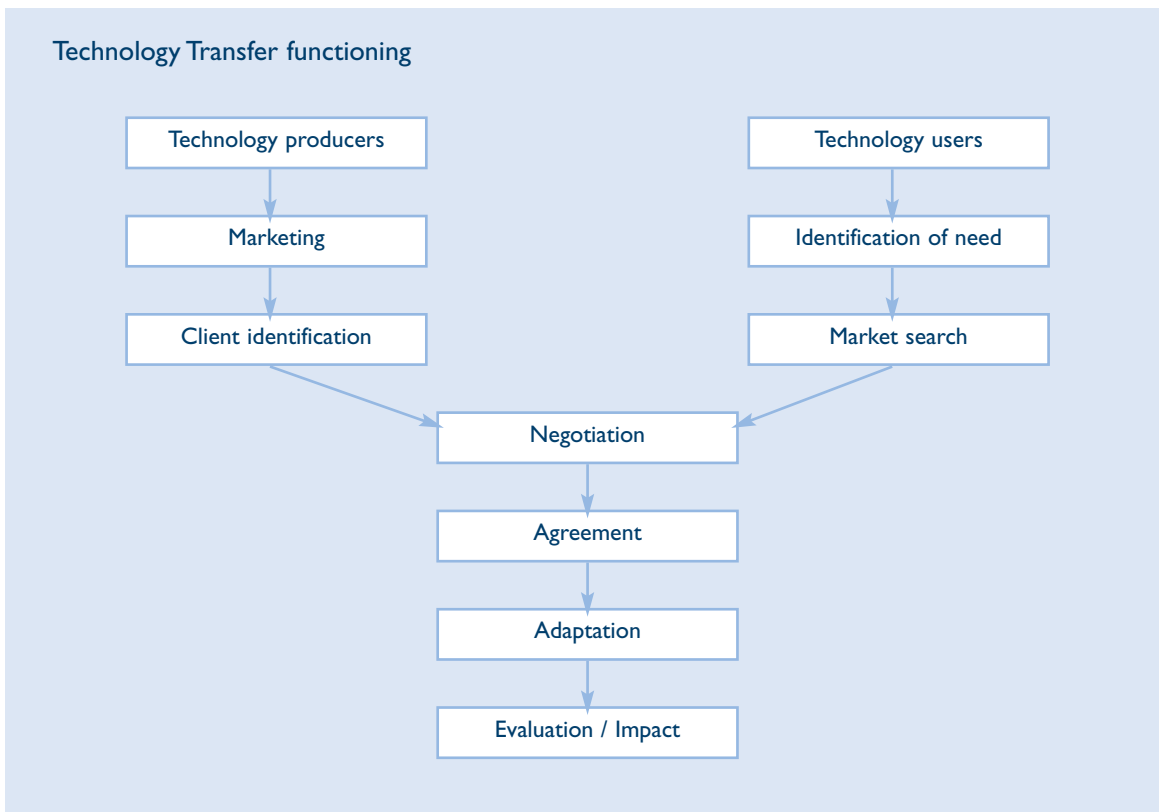 Technology Transfer functioning
Technology producers
Technology users
Marketing
Identification of need
Client identification
Market search
Negotiation
Agreement
Adaptation
Evaluation / Impact